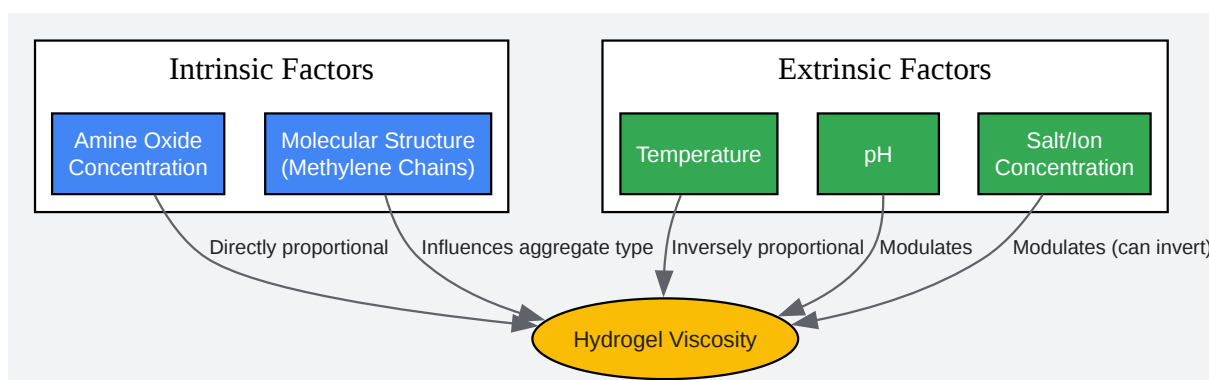 Intrinsic Factors
Extrinsic Factors
Amine Oxide
Concentration
Molecular Structure
(Methylene Chains)
Temperature
pH
Salt/Ion
Concentration
Directly proportional
Influences aggregate type
Inversely proportional
Modulates
Modulates (can invert)
Hydrogel Viscosity